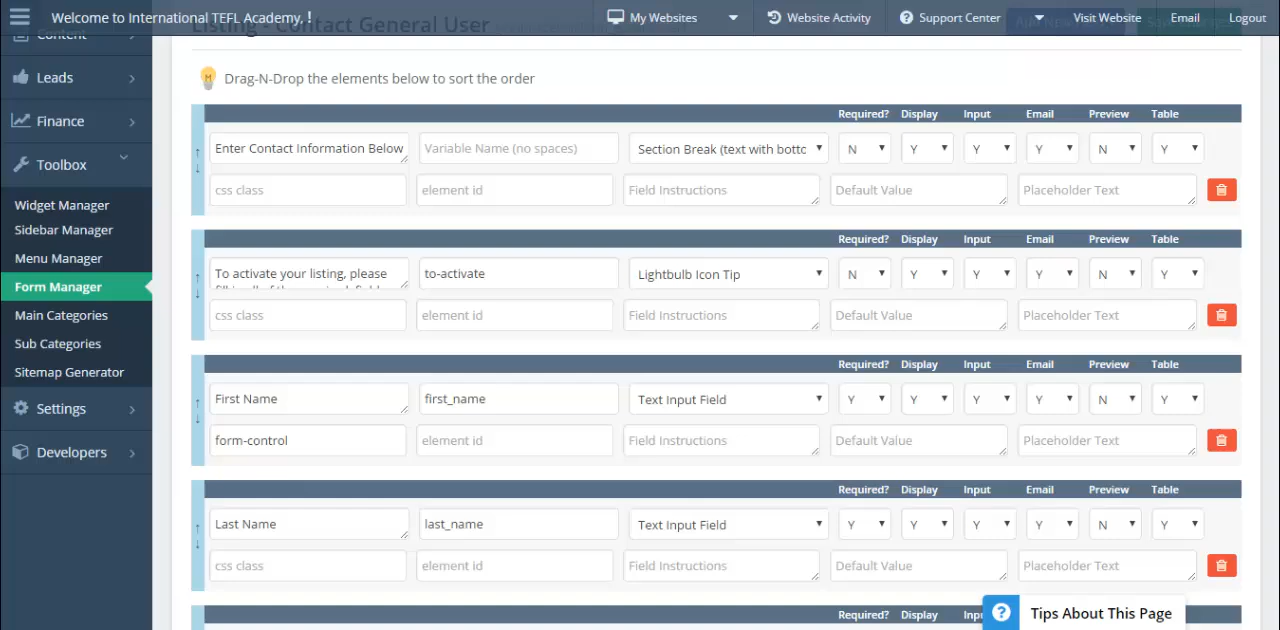 Welcome to International TEFL Academy, !
My Websites
Website Activity
Support Center
Visit Website
Email
Logout
Content
Listing - Contact General User
Leads
Finance
Toolbox
Widget Manager
Sidebar Manager
Menu Manager
Form Manager
Main Categories
Sub Categories
Sitemap Generator
Settings
Developers
Drag-N-Drop the elements below to sort the order
Required? Display Input Email Preview Table
Enter Contact Information Below Variable Name (no spaces) Section Break (text with botto N Y Y Y N Y
css class element id Field Instructions Default Value Placeholder Text
Required? Display Input Email Preview Table
To activate your listing, please to-activate Lightbulb Icon Tip N Y Y Y N Y
css class element id Field Instructions Default Value Placeholder Text
Required? Display Input Email Preview Table
First Name first_name Text Input Field Y Y Y Y N Y
form-control element id Field Instructions Default Value Placeholder Text
Required? Display Input Email Preview Table
Last Name last_name Text Input Field Y Y Y Y N Y
css class element id Field Instructions Default Value Placeholder Text
Required? Display
? Tips About This Page